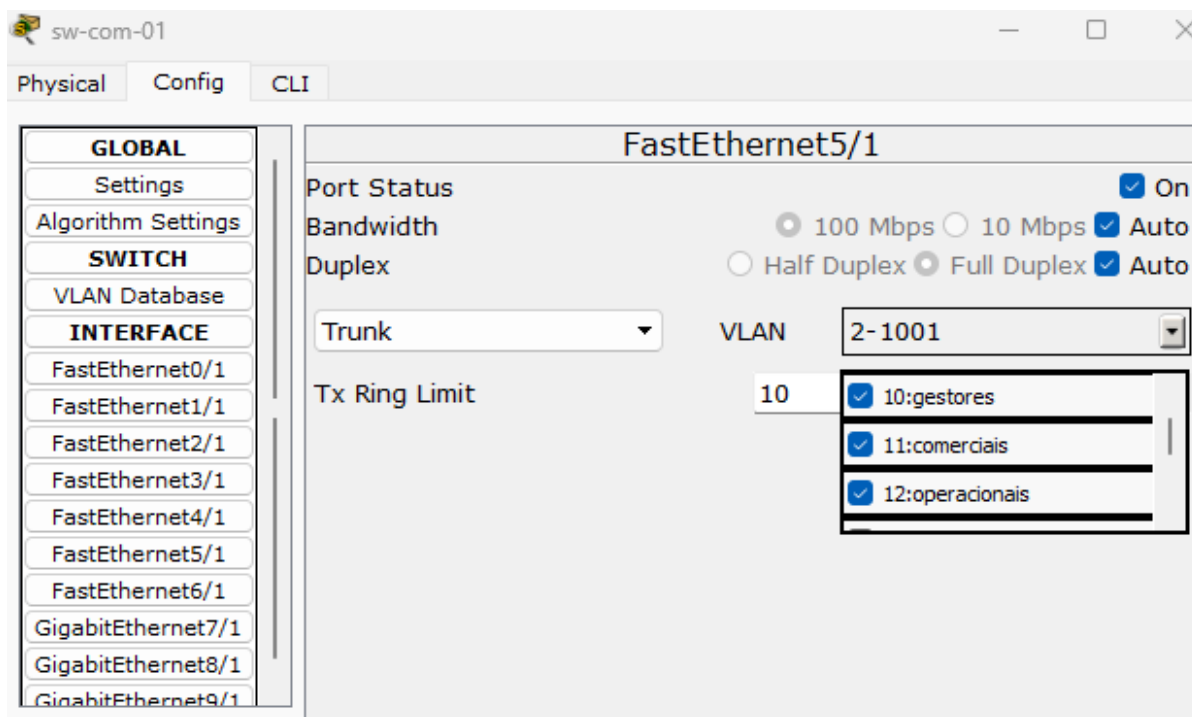 sw-com-01
Physical Config CLI
GLOBAL
Settings
Algorithm Settings
SWITCH
VLAN Database
INTERFACE
FastEthernet0/1
FastEthernet1/1
FastEthernet2/1
FastEthernet3/1
FastEthernet4/1
FastEthernet5/1
FastEthernet6/1
GigabitEthernet7/1
GigabitEthernet8/1
GigabitEthernet9/1
FastEthernet5/1
Port Status On
Bandwidth 100 Mbps 10 Mbps Auto
Duplex Half Duplex Full Duplex Auto
Trunk VLAN 2-1001
Tx Ring Limit 10
10:gestores
11:comerciais
12:operacionais